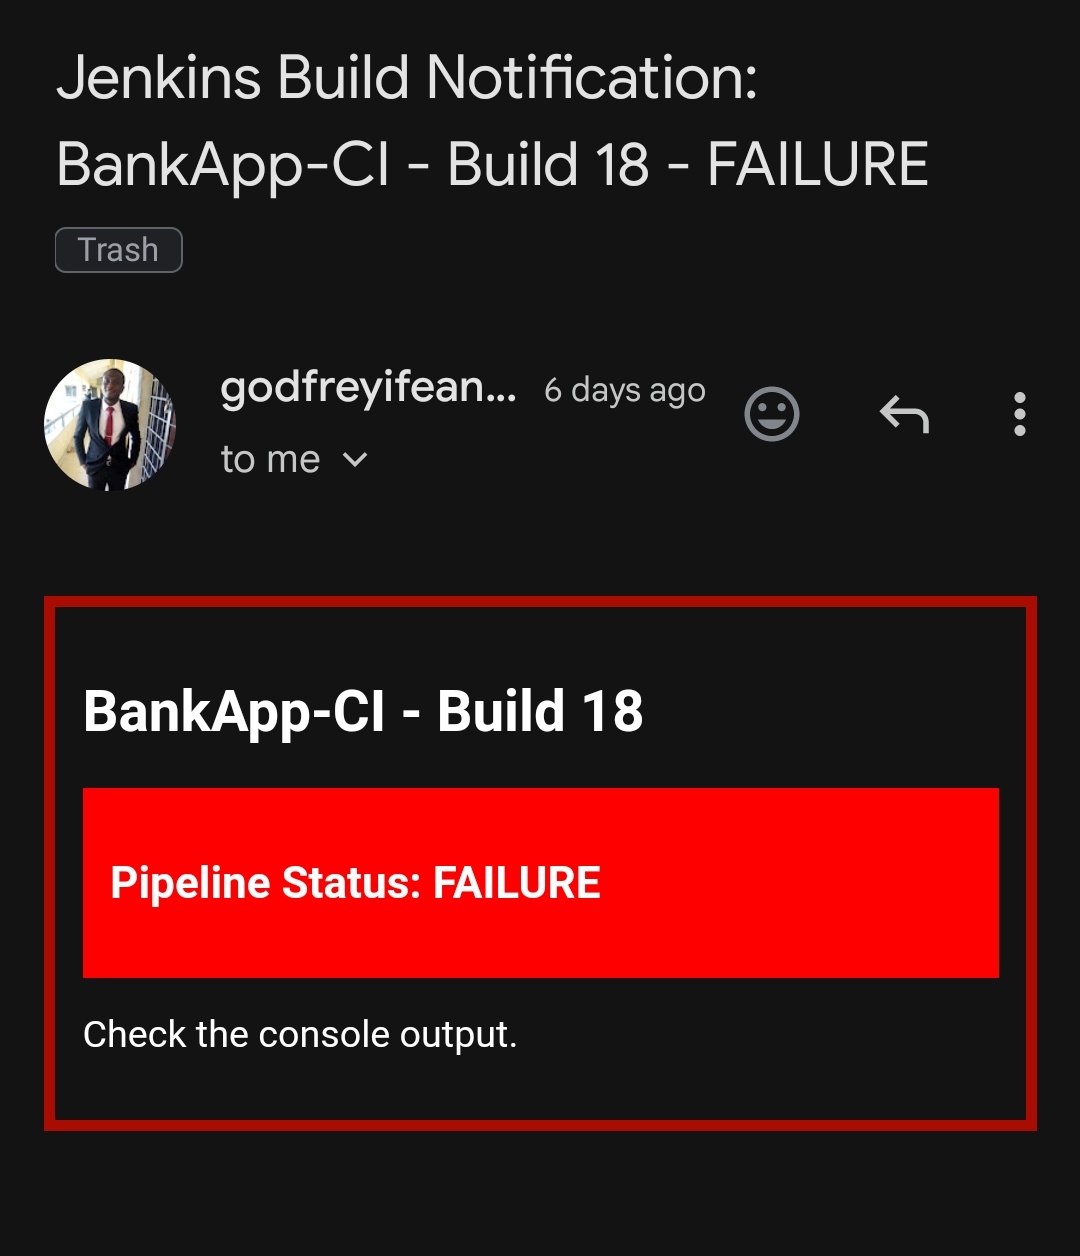 Jenkins Build Notification:
BankApp-CI - Build 18 - FAILURE
Trash
godfreyifean... 6 days ago
to me
BankApp-CI - Build 18
Pipeline Status: FAILURE
Check the console output.